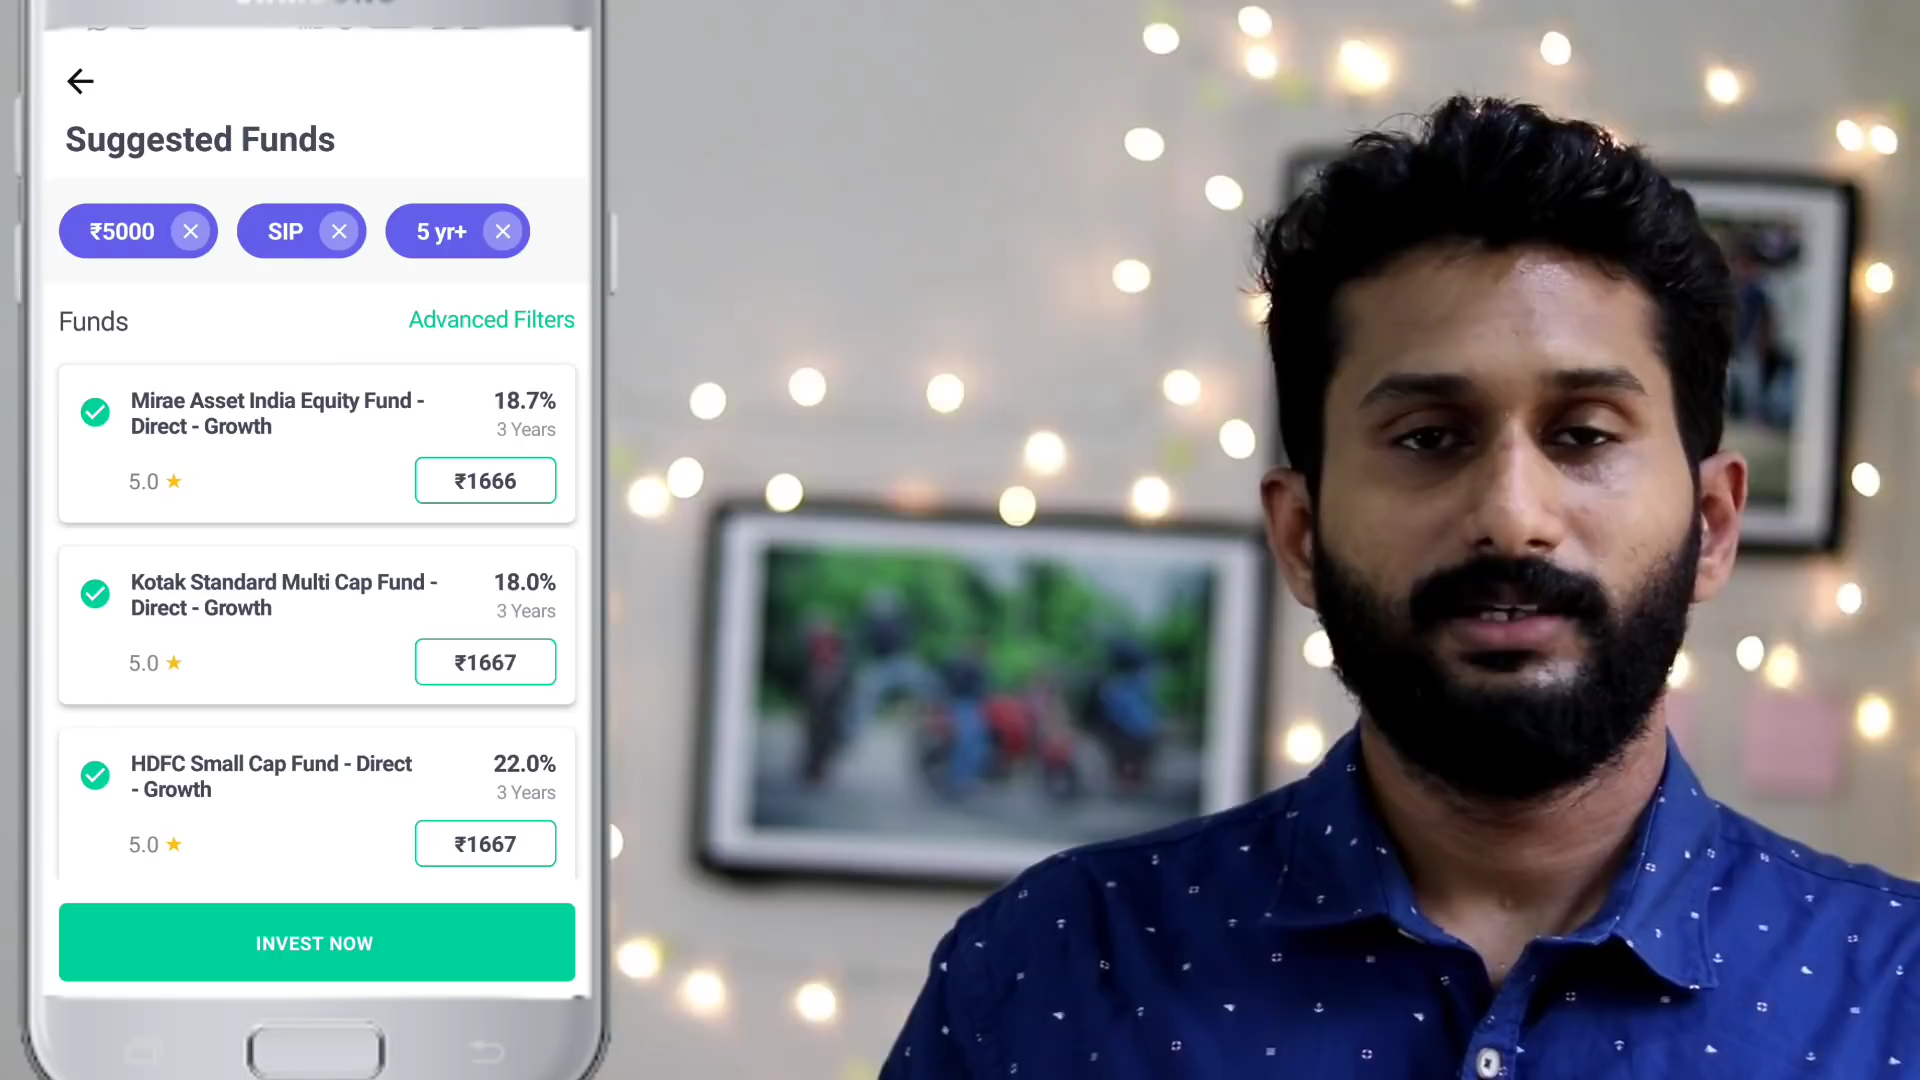 Suggested Funds
₹5000
SIP
5 yr+
Funds
Advanced Filters
Mirae Asset India Equity Fund -
Direct - Growth
18.7%
3 Years
5.0
₹1666
Kotak Standard Multi Cap Fund -
Direct - Growth
18.0%
3 Years
5.0
₹1667
HDFC Small Cap Fund - Direct
- Growth
22.0%
3 Years
5.0
₹1667
INVEST NOW